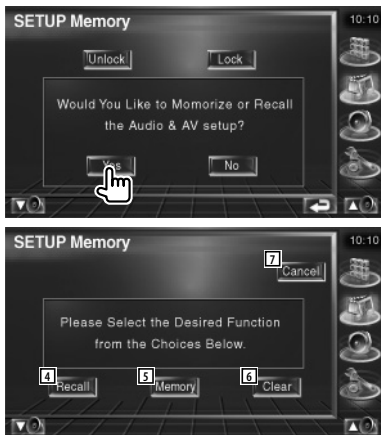 SETUP Memory
10:10
Unlock
Lock
Would You Like to Momorize or Recall
the Audio & AV setup?
Yes
No
SETUP Memory
10:10
7
Cancel
Please Select the Desired Function
from the Choices Below.
4
Recall
5
Memory
6
Clear